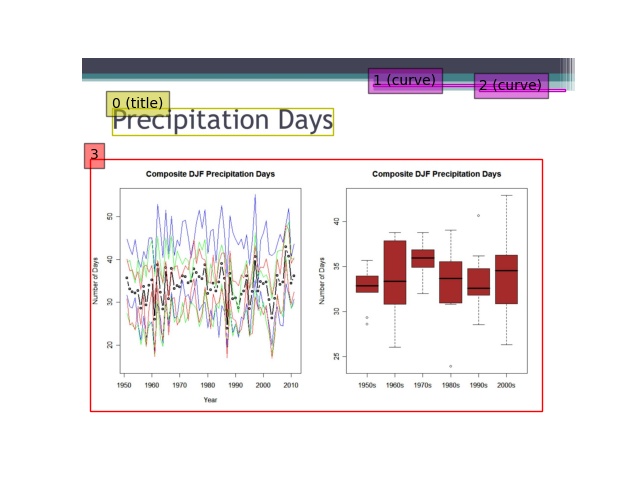 1 (curve)
2 (curve)
0 (title)
Precipitation Days
3
Composite DJF Precipitation Days
Number of Days
50
40
30
20
1950 1960 1970 1980 1990 2000 2010
Year
Composite DJF Precipitation Days
Number of Days
40
35
30
25
1950s 1960s 1970s 1980s 1990s 2000s